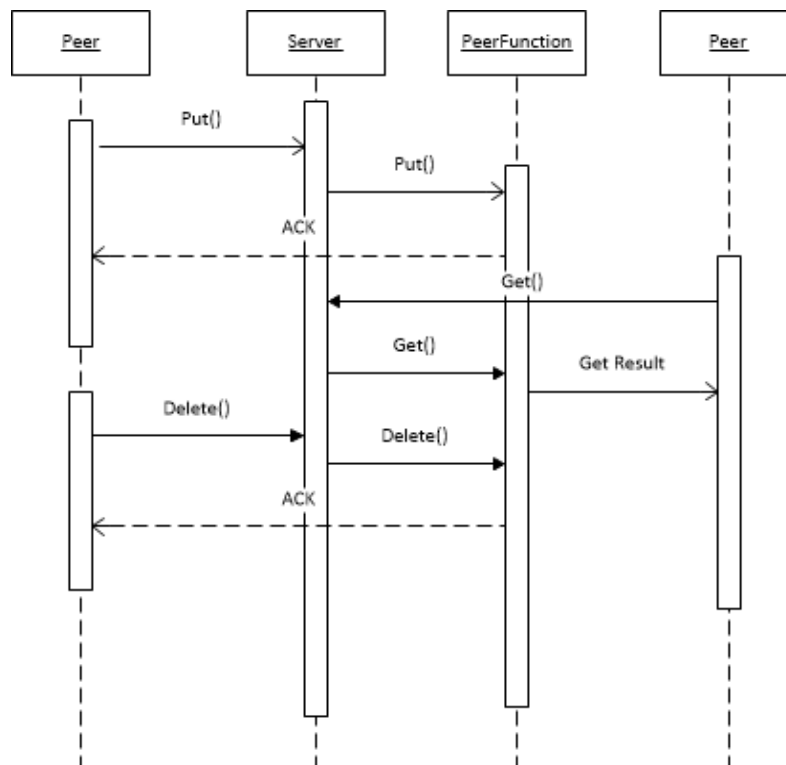 Peer
Server
PeerFunction
Peer
Put()
Put()
ACK
Get()
Get()
Get Result
Delete()
Delete()
ACK